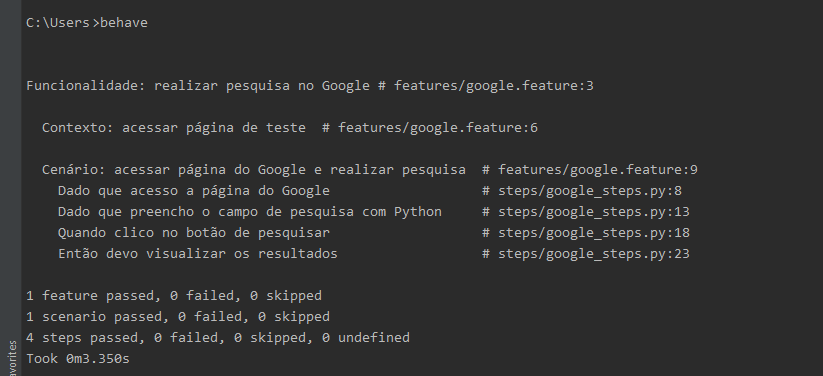 C:\Users>behave
Funcionalidade: realizar pesquisa no Google # features/google.feature:3
Contexto: acessar página de teste # features/google.feature:6
Cenário: acessar página do Google e realizar pesquisa # features/google.feature:9
Dado que acesso a página do Google # steps/google_steps.py:8
Dado que preencho o campo de pesquisa com Python # steps/google_steps.py:13
Quando clico no botão de pesquisar # steps/google_steps.py:18
Então devo visualizar os resultados # steps/google_steps.py:23
1 feature passed, 0 failed, 0 skipped
1 scenario passed, 0 failed, 0 skipped
4 steps passed, 0 failed, 0 skipped, 0 undefined
Took 0m3.350s
avorites